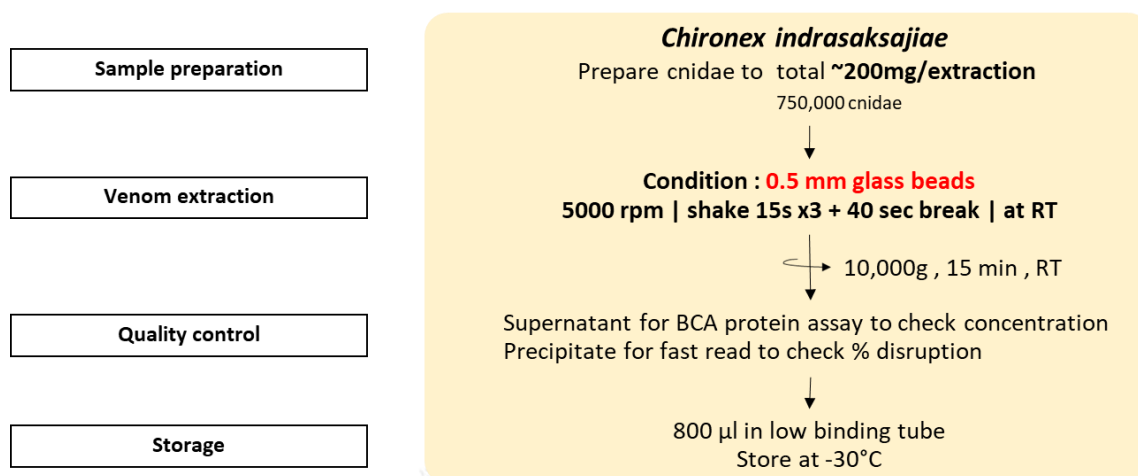 Sample preparation
Chironex indrasaksajiae
Prepare cnidae to total ~200mg/extraction
750,000 cnidae
Venom extraction
Condition : 0.5 mm glass beads
5000 rpm | shake 15s x3 + 40 sec break | at RT
10,000g , 15 min , RT
Quality control
Supernatant for BCA protein assay to check concentration
Precipitate for fast read to check % disruption
Storage
800 µl in low binding tube
Store at -30°C